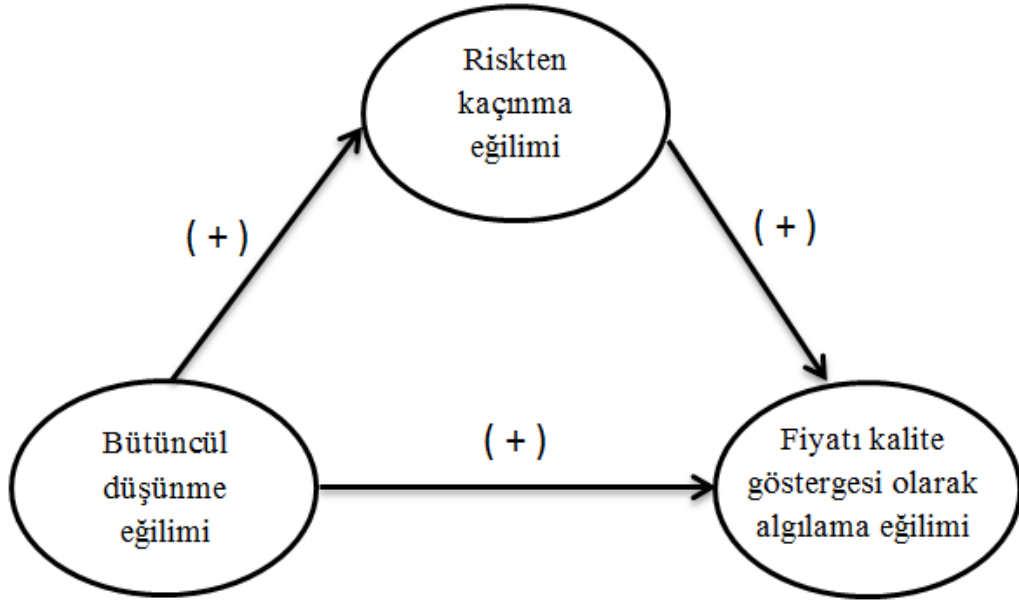 Riskten
kaçınma
eğilimi
( + )
( + )
Bütüncül
düşünme
eğilimi
( + )
Fiyatı kalite
göstergesi olarak
algılama eğilimi